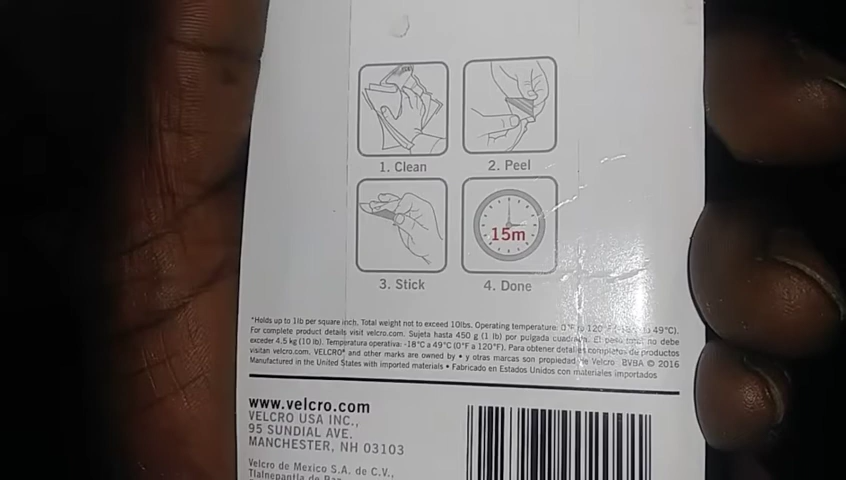 1. Clean
2. Peel
15m
3. Stick
4. Done
*Holds up to 1lb per square inch. Total weight not to exceed 10lbs. Operating temperature: 0°F to 120°F 49°C).
For complete product details visit velcro.com. Sujeta hasta 450 g (1 lb) por pulgada cuadrada. El peso total no debe
exceder 4.5 kg (10 lb). Temperatura operativa: -18°C a 49°C (0°F a 120°F). Para obtener detalles completos de productos
visitan velcro.com. VELCRO® and other marks are owned by • y otras marcas son propiedad de Velcro BVBA © 2016
Manufactured in the United States with imported materials • Fabricado en Estados Unidos con materiales importados
www.velcro.com
VELCRO USA INC.,
95 SUNDIAL AVE.
MANCHESTER, NH 03103
Velcro de Mexico S.A. de C.V.,
Tlalnepantla de